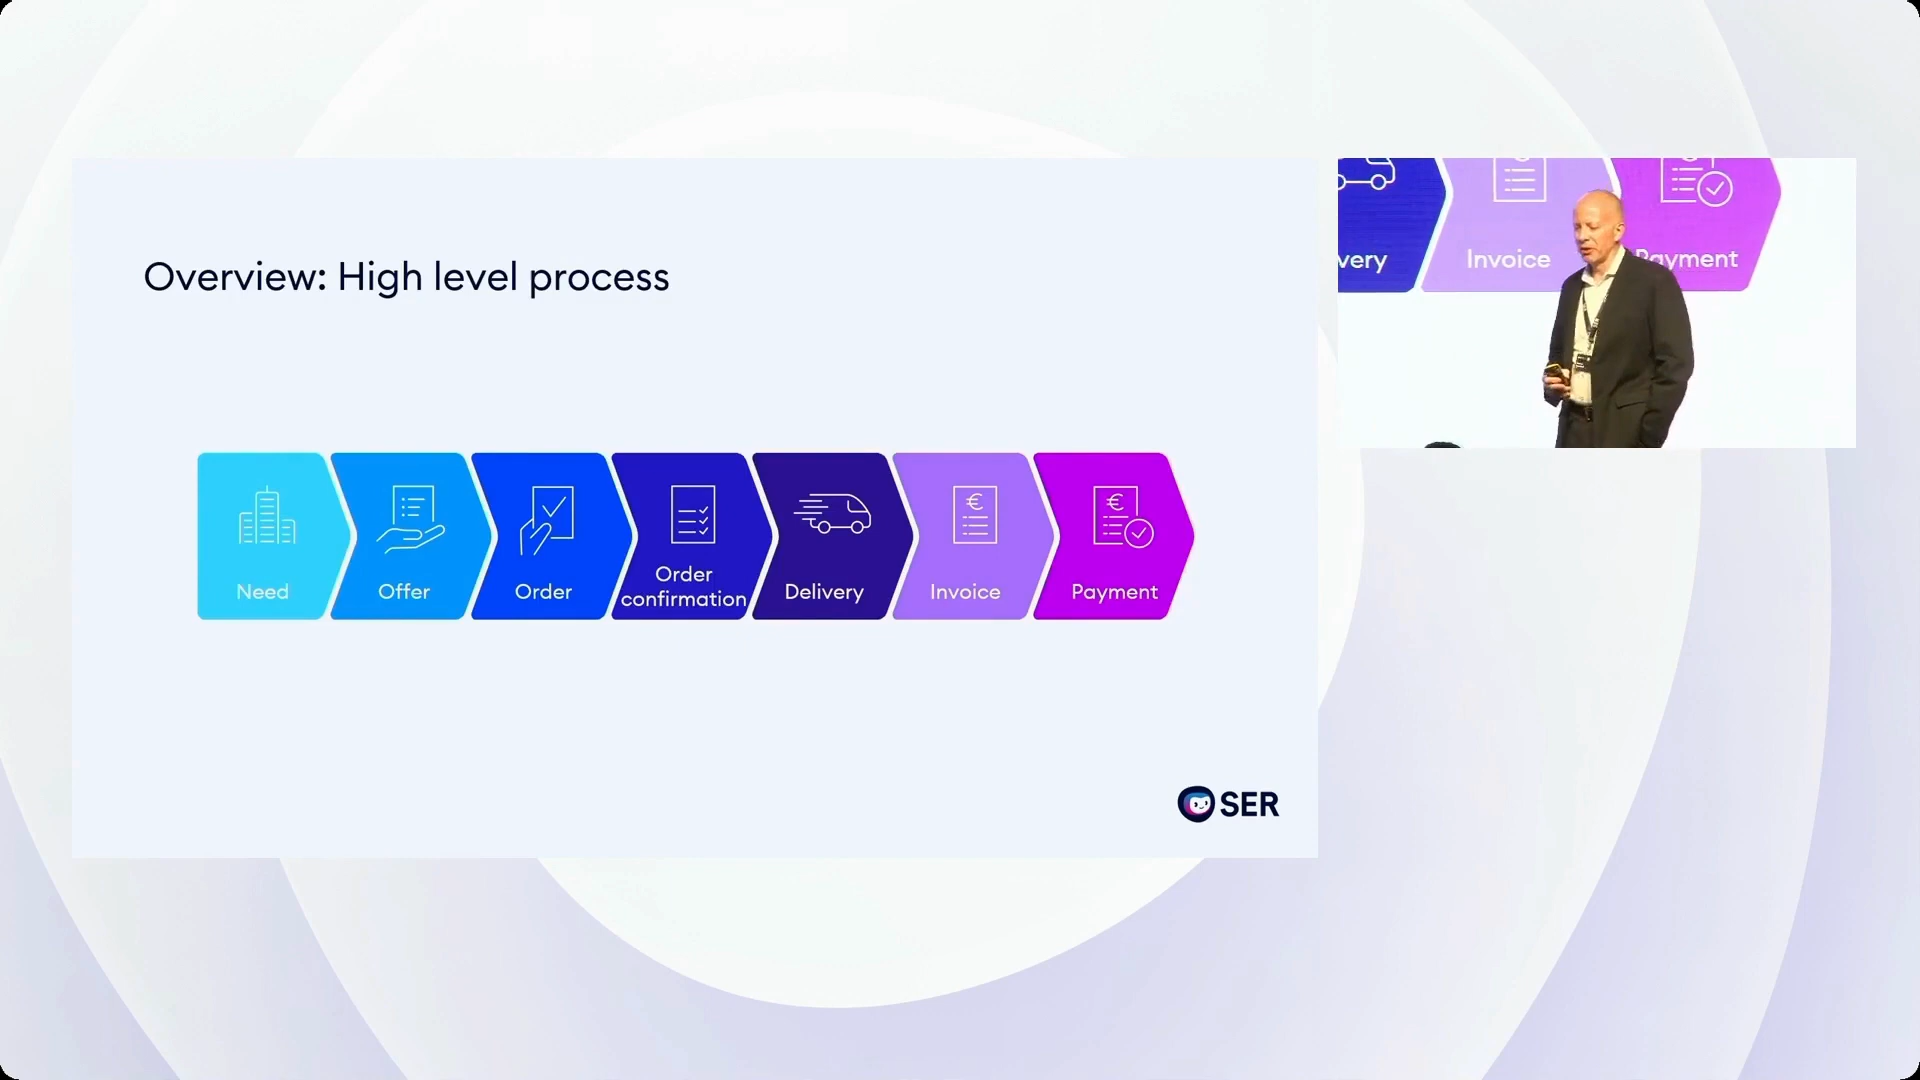 Overview: High level process
Need
Offer
Order
Order
confirmation
Delivery
Invoice
Payment
SER
very
Invoice
Payment